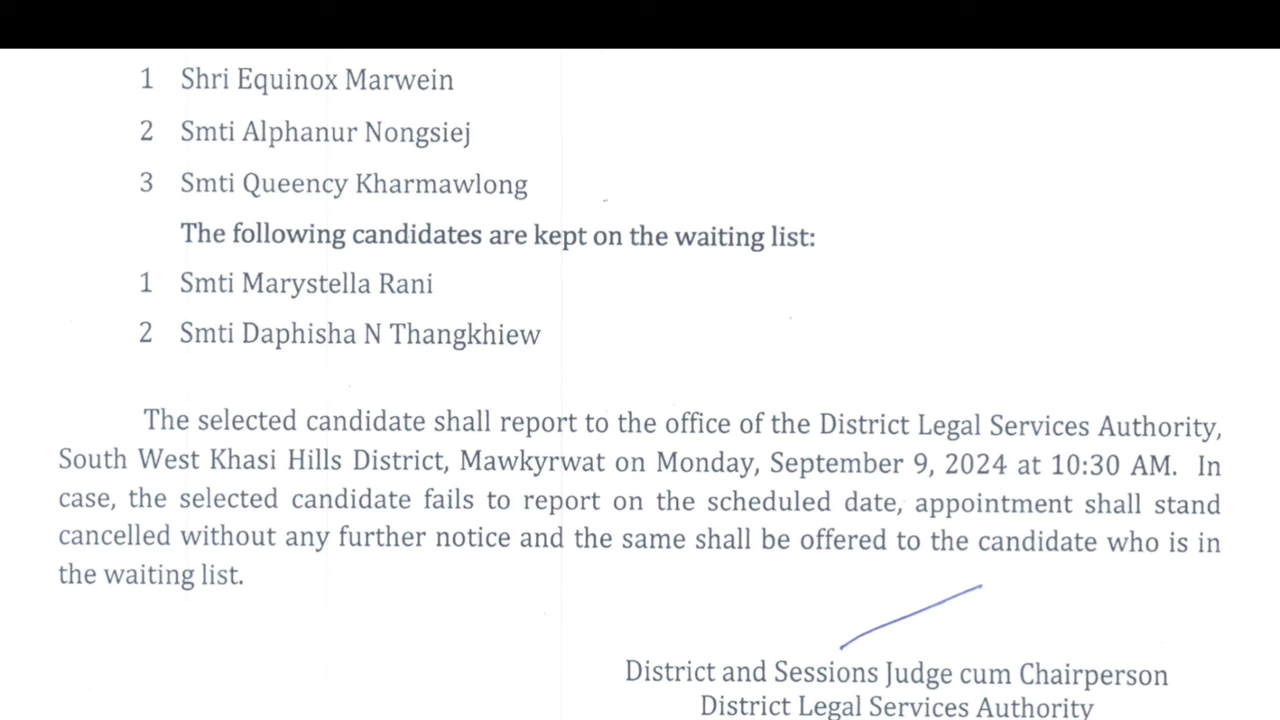 1 Shri Equinox Marwein
2 Smti Alphanur Nongsiej
3 Smti Queency Kharmawlong
The following candidates are kept on the waiting list:
1 Smti Marystella Rani
2 Smti Daphisha N Thangkhiew
The selected candidate shall report to the office of the District Legal Services Authority,
South West Khasi Hills District, Mawkyrwat on Monday, September 9, 2024 at 10:30 AM. In
case, the selected candidate fails to report on the scheduled date, appointment shall stand
cancelled without any further notice and the same shall be offered to the candidate who is in
the waiting list.
District and Sessions Judge cum Chairperson
District Legal Services Authority